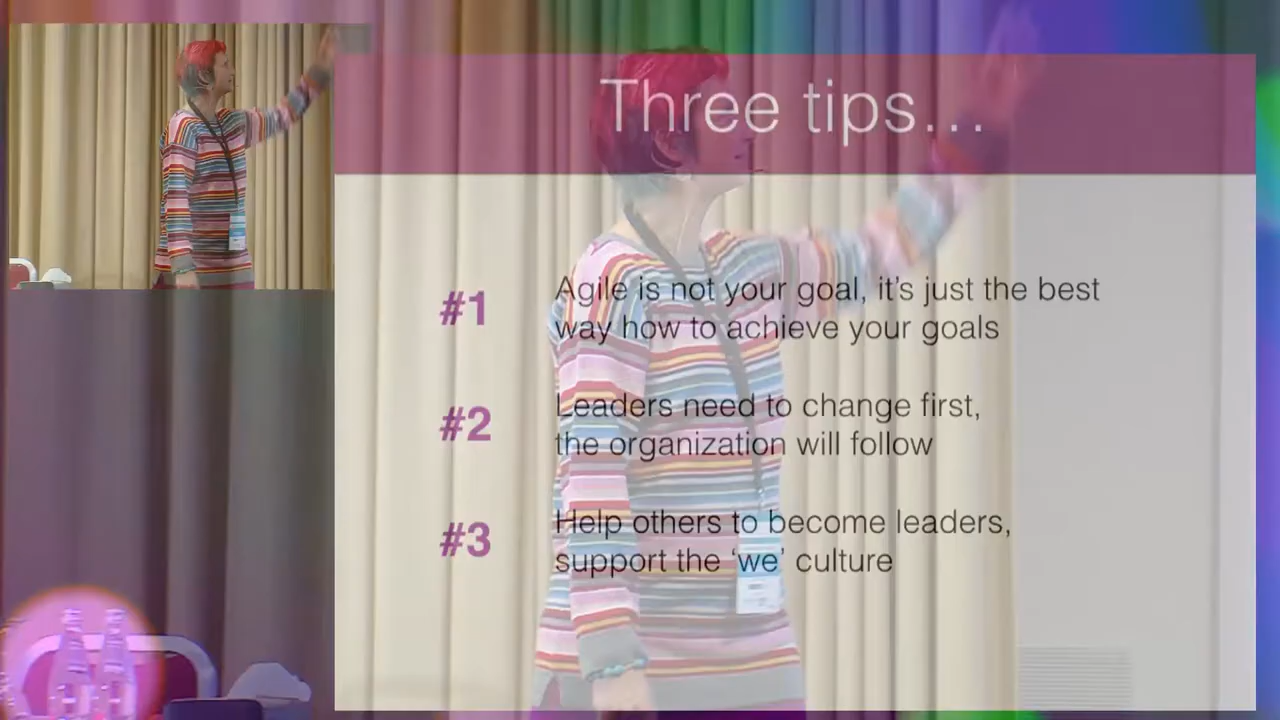 Three tips...
#1
Agile is not your goal, it's just the best
way how to achieve your goals
#2
Leaders need to change first,
the organization will follow
#3
Help others to become leaders,
support the ‘we’ culture